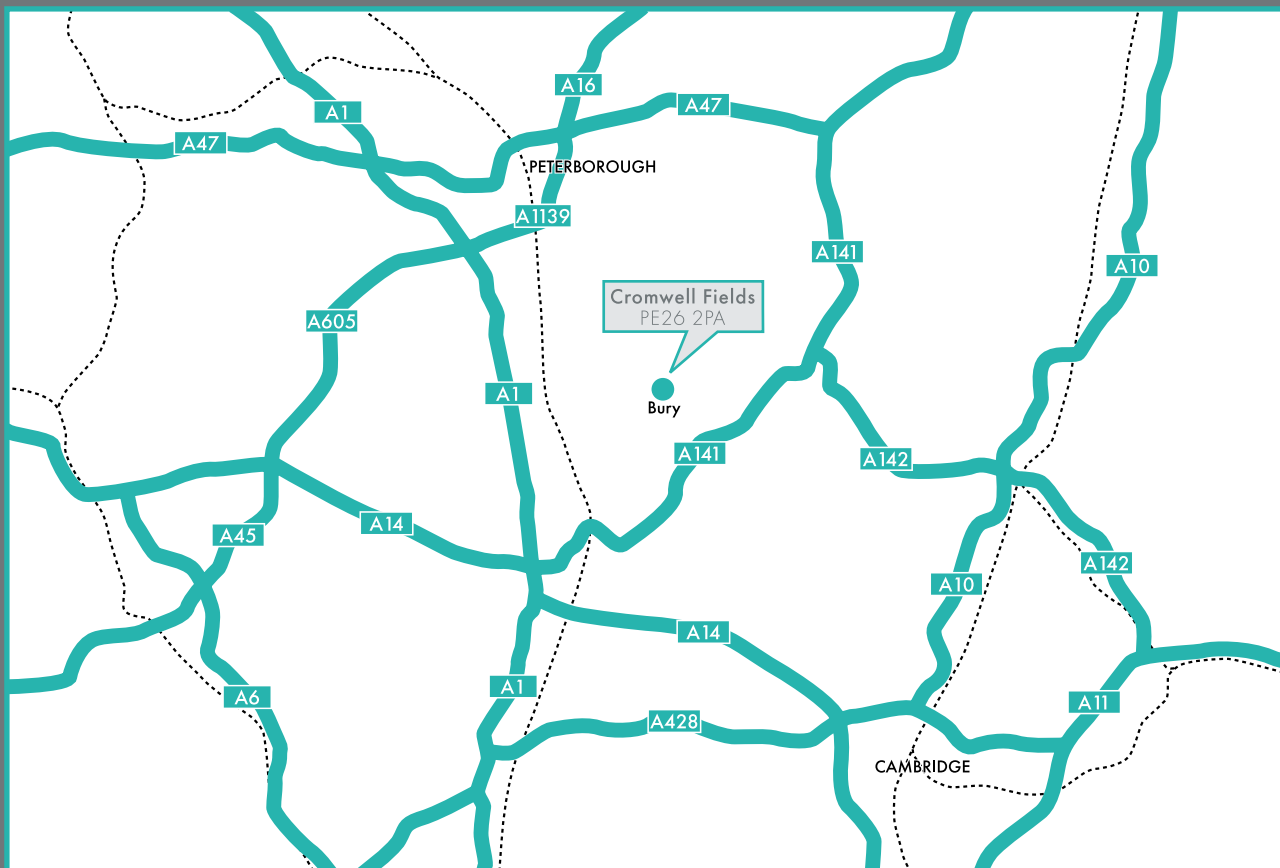 A16
A47
A1
A47
PETERBOROUGH
A1139
A141
A10
Cromwell Fields
PE26 2PA
A605
A1
Bury
A141
A142
A14
A45
A142
A10
A14
A1
A6
A11
A428
CAMBRIDGE